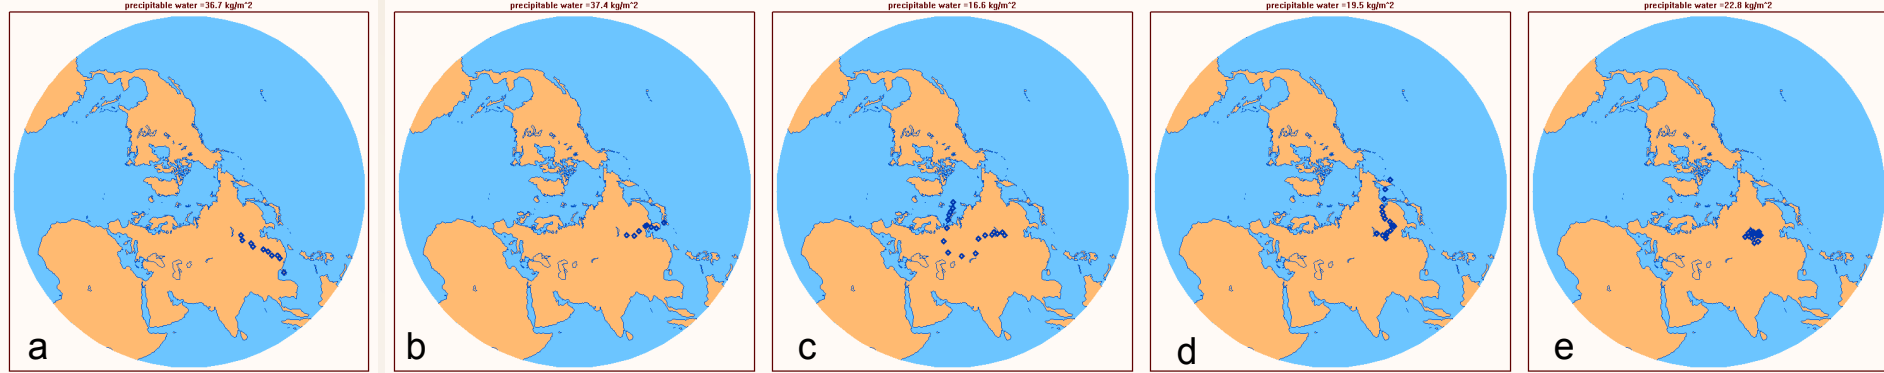 precipitable water =36.7 kg/m^2
precipitable water =37.4 kg/m^2
precipitable water =16.6 kg/m^2
precipitable water =19.5 kg/m^2
precipitable water =22.8 kg/m^2
a
b
c
d
e